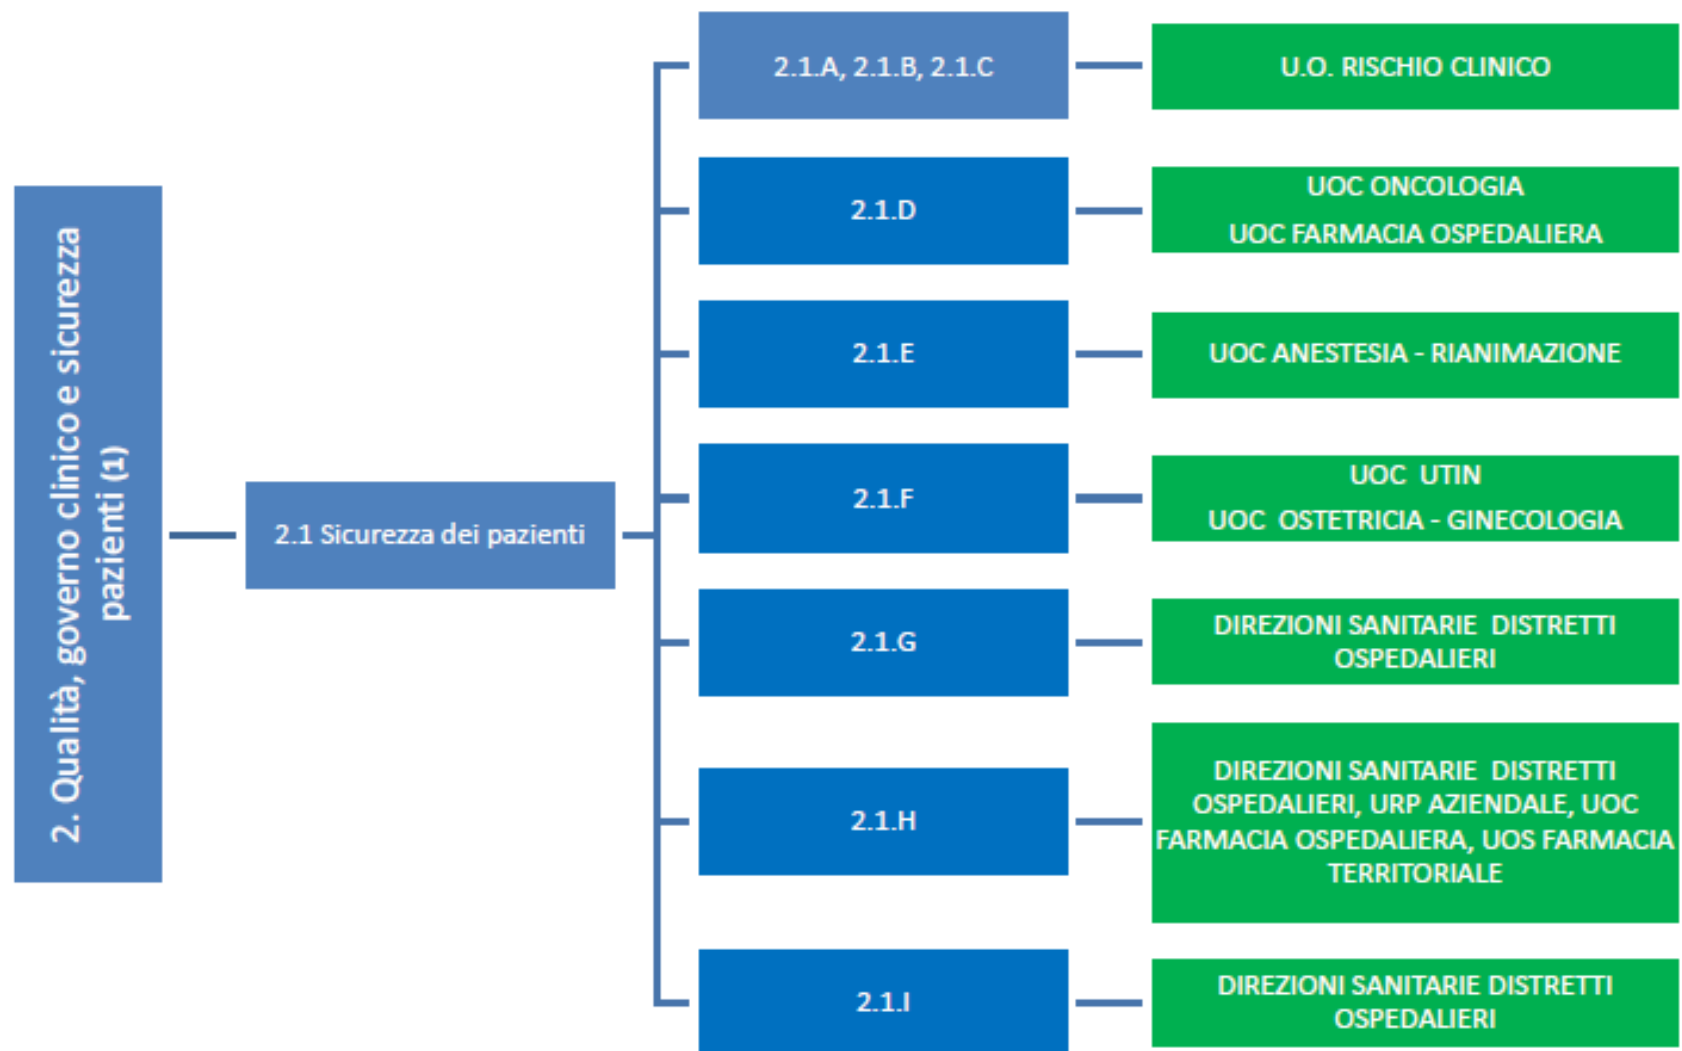 2. Qualità, governo clinico e sicurezza
pazienti (1)
2.1 Sicurezza dei pazienti
2.1.A, 2.1.B, 2.1.C
U.O. RISCHIO CLINICO
2.1.D
UOC ONCOLOGIA
UOC FARMACIA OSPEDALIERA
2.1.E
UOC ANESTESIA - RIANIMAZIONE
2.1.F
UOC UTIN
UOC OSTETRICIA - GINECOLOGIA
2.1.G
DIREZIONI SANITARIE DISTRETTI
OSPEDALIERI
2.1.H
DIREZIONI SANITARIE DISTRETTI
OSPEDALIERI, URP AZIENDALE, UOC
FARMACIA OSPEDALIERA, UOS FARMACIA
TERRITORIALE
2.1.I
DIREZIONI SANITARIE DISTRETTI
OSPEDALIERI